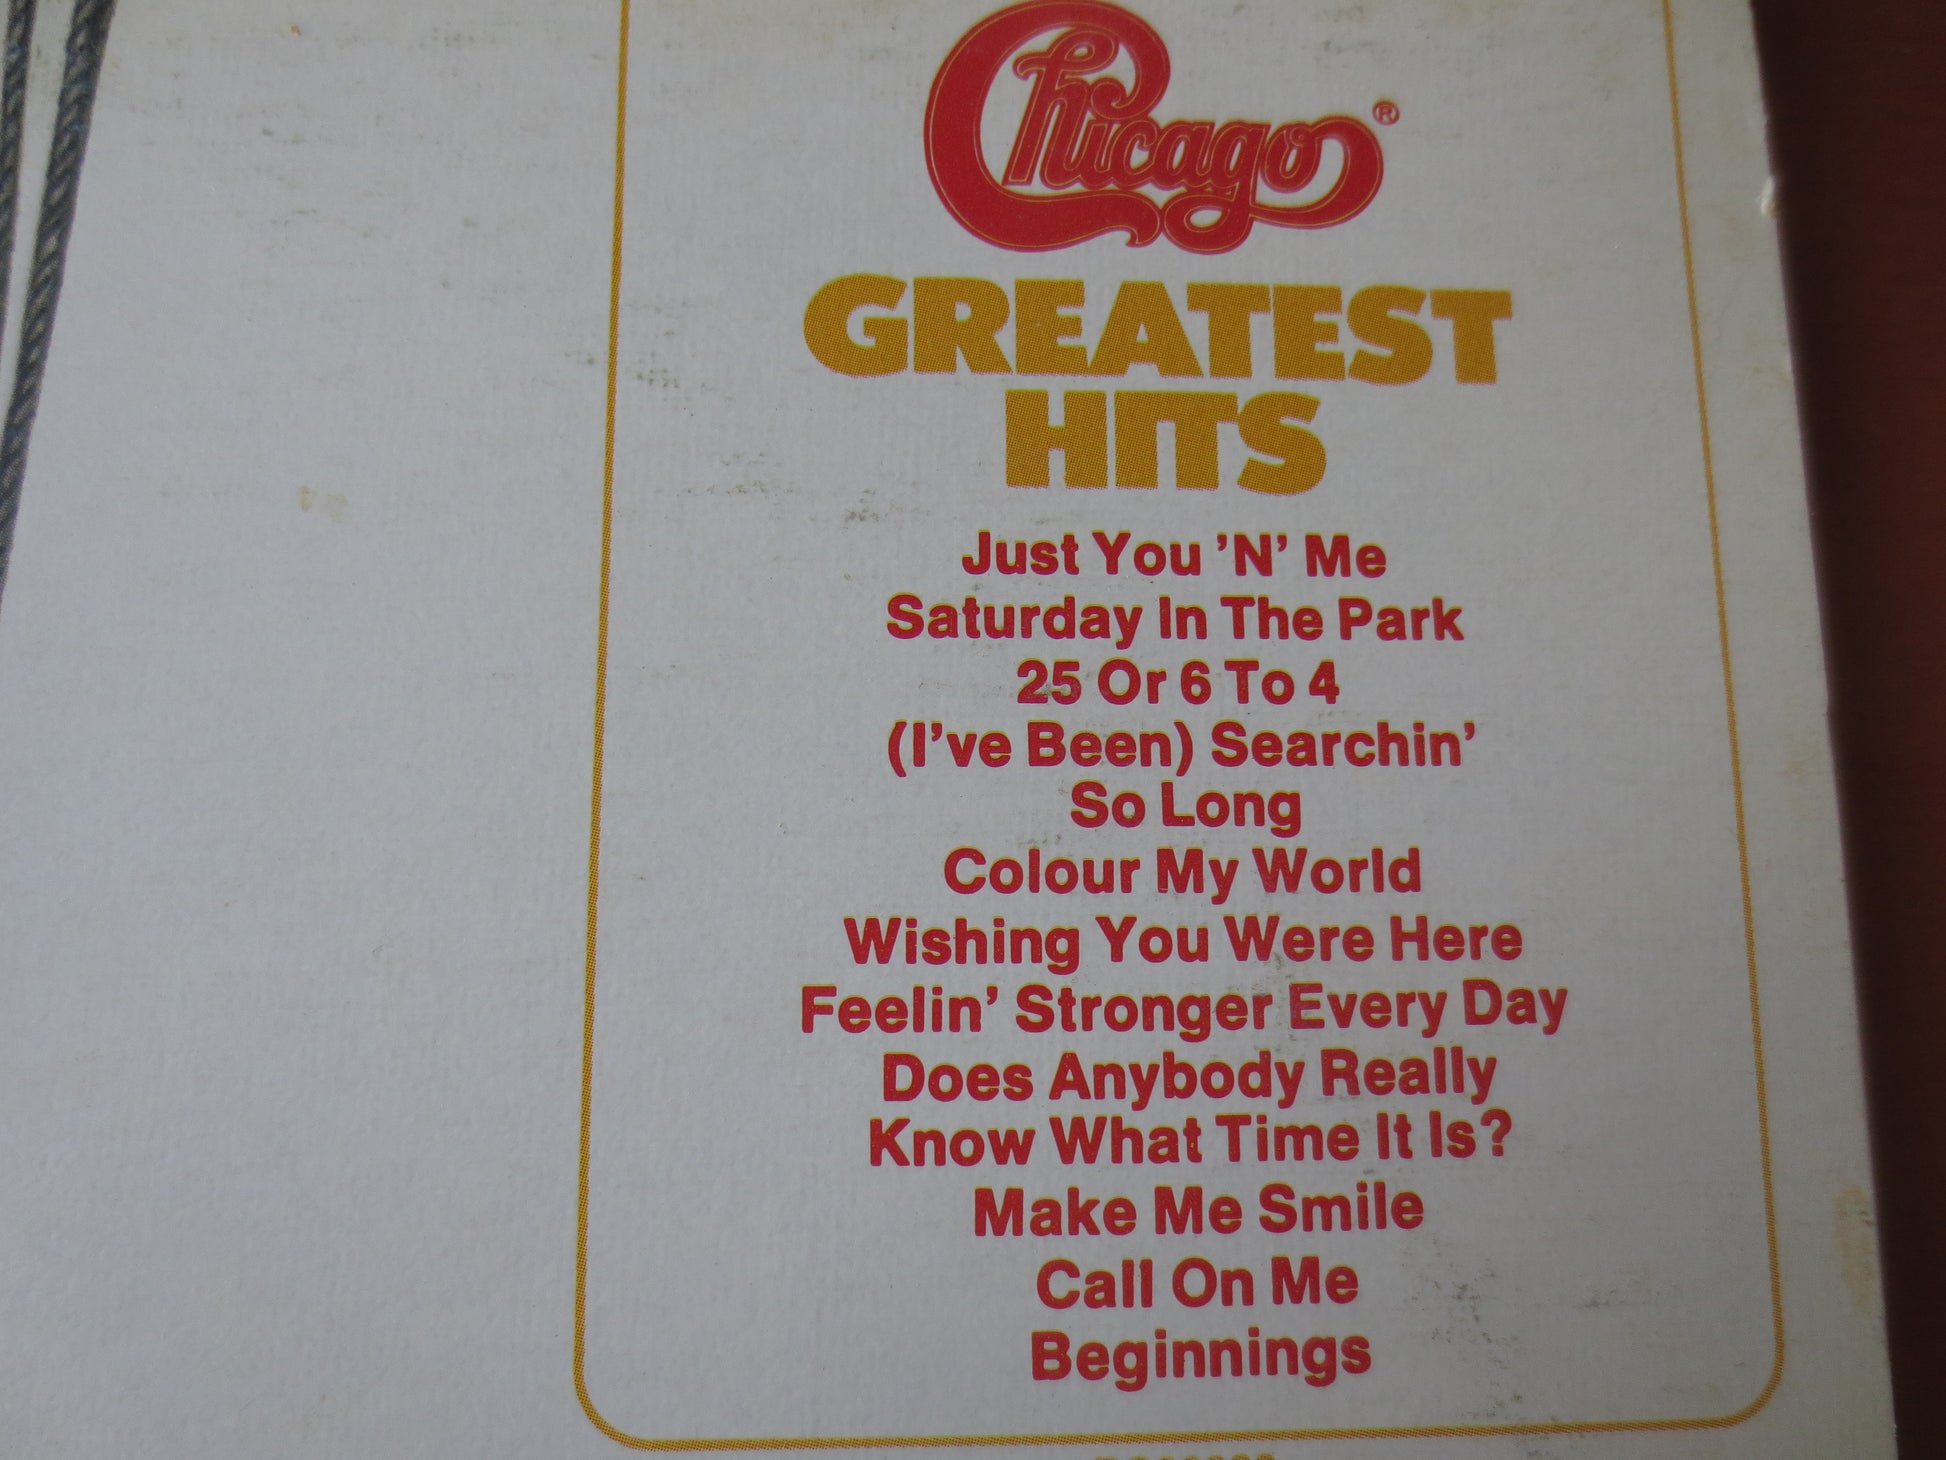 Chicago ®
GREATEST
HITS
Just You 'N' Me
Saturday In The Park
25 Or 6 To 4
(I've Been) Searchin'
So Long
Colour My World
Wishing You Were Here
Feelin' Stronger Every Day
Does Anybody Really
Know What Time It Is?
Make Me Smile
Call On Me
Beginnings